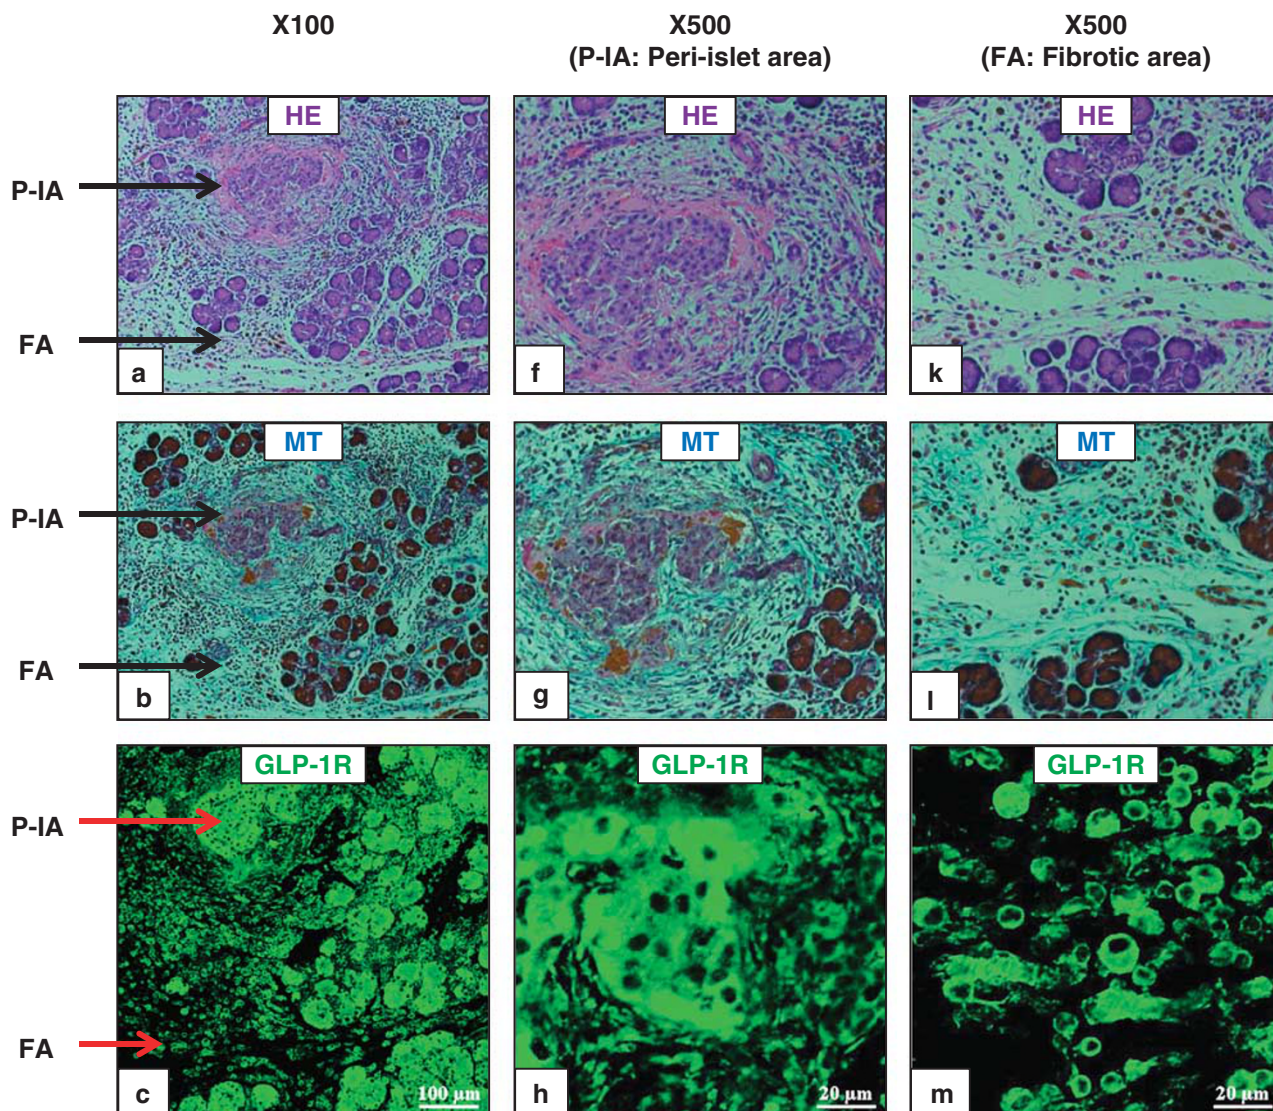 X100
X500
(P-IA: Peri-islet area)
X500
(FA: Fibrotic area)
HE
HE
HE
P-IA
FA
a
f
k
MT
MT
MT
P-IA
FA
b
g
l
GLP-1R
GLP-1R
GLP-1R
P-IA
FA
c
100 µm
h
20 µm
m
20 µm